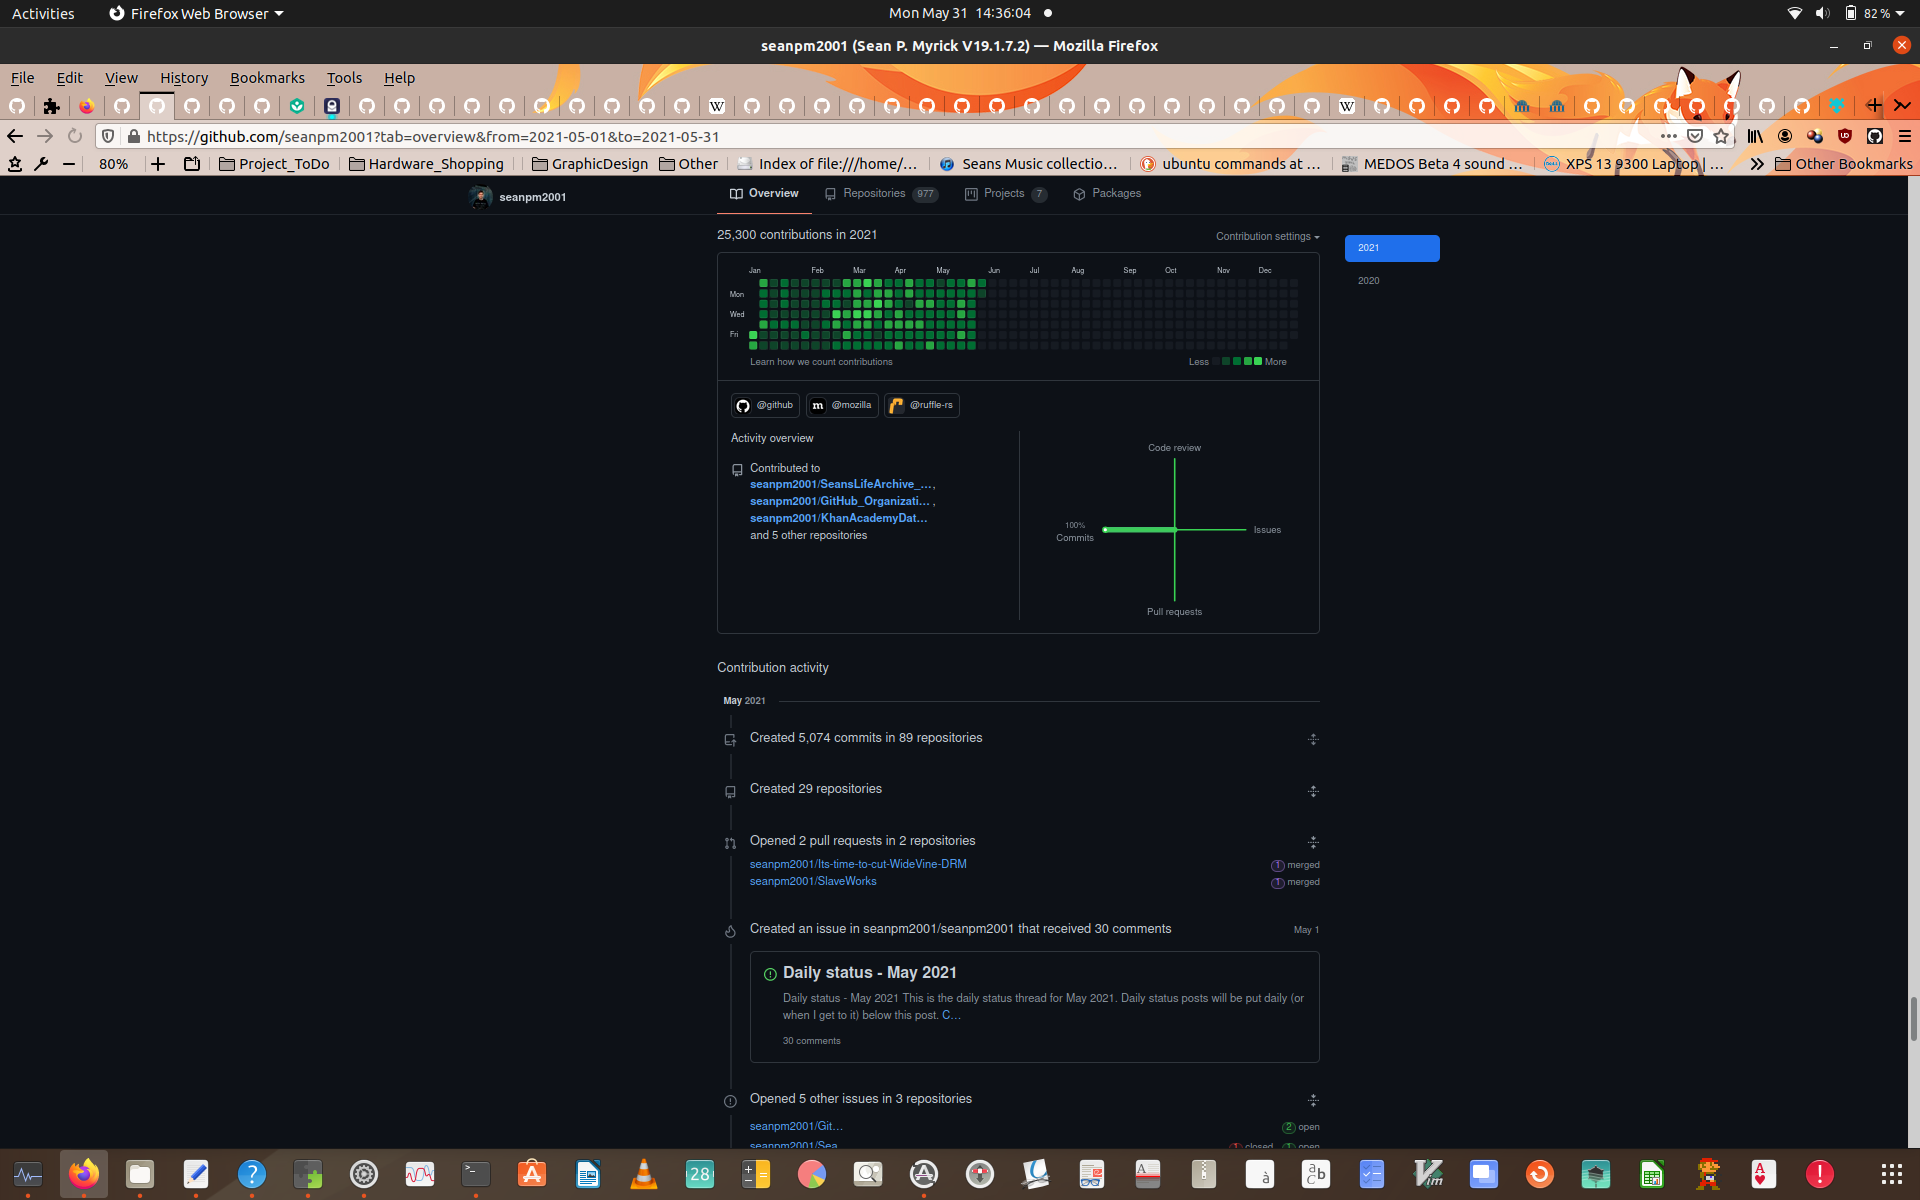 Activities Firefox Web Browser Mon May 31 14:36:04 82 %
seanpm2001 (Sean P. Myrick V19.1.7.2) — Mozilla Firefox
File Edit View History Bookmarks Tools Help
https://github.com/seanpm2001?tab=overview&from=2021-05-01&to=2021-05-31
80% Project_ToDo Hardware_Shopping GraphicDesign Other Index of file:///home/... Seans Music collectio... ubuntu commands at ... MEDOS Beta 4 sound ... XPS 13 9300 Laptop | ... Other Bookmarks
seanpm2001 Overview Repositories 977 Projects 7 Packages
25,300 contributions in 2021 Contribution settings
2021
2020
Jan Feb Mar Apr May Jun Jul Aug Sep Oct Nov Dec
Mon
Wed
Fri
Learn how we count contributions Less More
@github @mozilla @ruffle-rs
Activity overview
Contributed to
seanpm2001/SeansLifeArchive_...,
seanpm2001/GitHub_Organizati... ,
seanpm2001/KhanAcademyDat...
and 5 other repositories
Code review
100%
Commits
Issues
Pull requests
Contribution activity
May 2021
Created 5,074 commits in 89 repositories
Created 29 repositories
Opened 2 pull requests in 2 repositories
seanpm2001/Its-time-to-cut-WideVine-DRM 1 merged
seanpm2001/SlaveWorks 1 merged
Created an issue in seanpm2001/seanpm2001 that received 30 comments May 1
Daily status - May 2021
Daily status - May 2021 This is the daily status thread for May 2021. Daily status posts will be put daily (or
when I get to it) below this post. C...
30 comments
Opened 5 other issues in 3 repositories
seanpm2001/Git... 2 open
seanpm2001/Sea... 1 closed 1 open
28